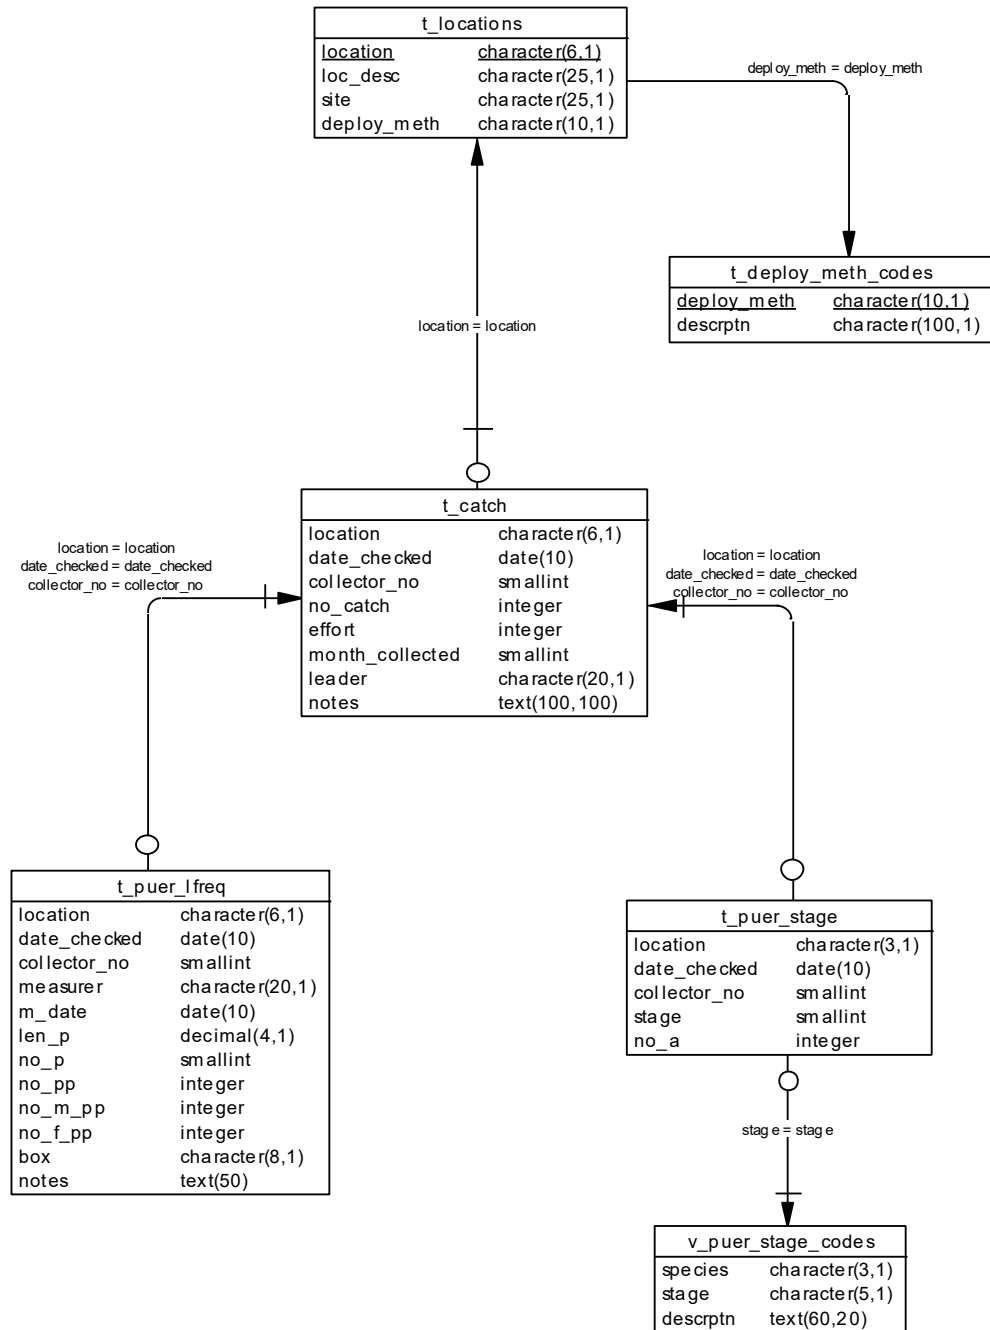 t_locations
location character(6,1)
loc_desc character(25,1)
site character(25,1)
deploy_meth character(10,1)
deploy_meth = deploy_meth
t_deploy_meth_codes
deploy_meth character(10,1)
descrptn character(100,1)
location = location
t_catch
location character(6,1)
date_checked date(10)
collector_no smallint
no_catch integer
effort integer
month_collected smallint
leader character(20,1)
notes text(100,100)
location = location
date_checked = date_checked
collector_no = collector_no
location = location
date_checked = date_checked
collector_no = collector_no
t_puer_lfreq
location character(6,1)
date_checked date(10)
collector_no smallint
measurer character(20,1)
m_date date(10)
len_p decimal(4,1)
no_p smallint
no_pp integer
no_m_pp integer
no_f_pp integer
box character(8,1)
notes text(50)
t_puer_stage
location character(3,1)
date_checked date(10)
collector_no smallint
stage smallint
no_a integer
stage = stage
v_puer_stage_codes
species character(3,1)
stage character(5,1)
descrptn text(60,20)